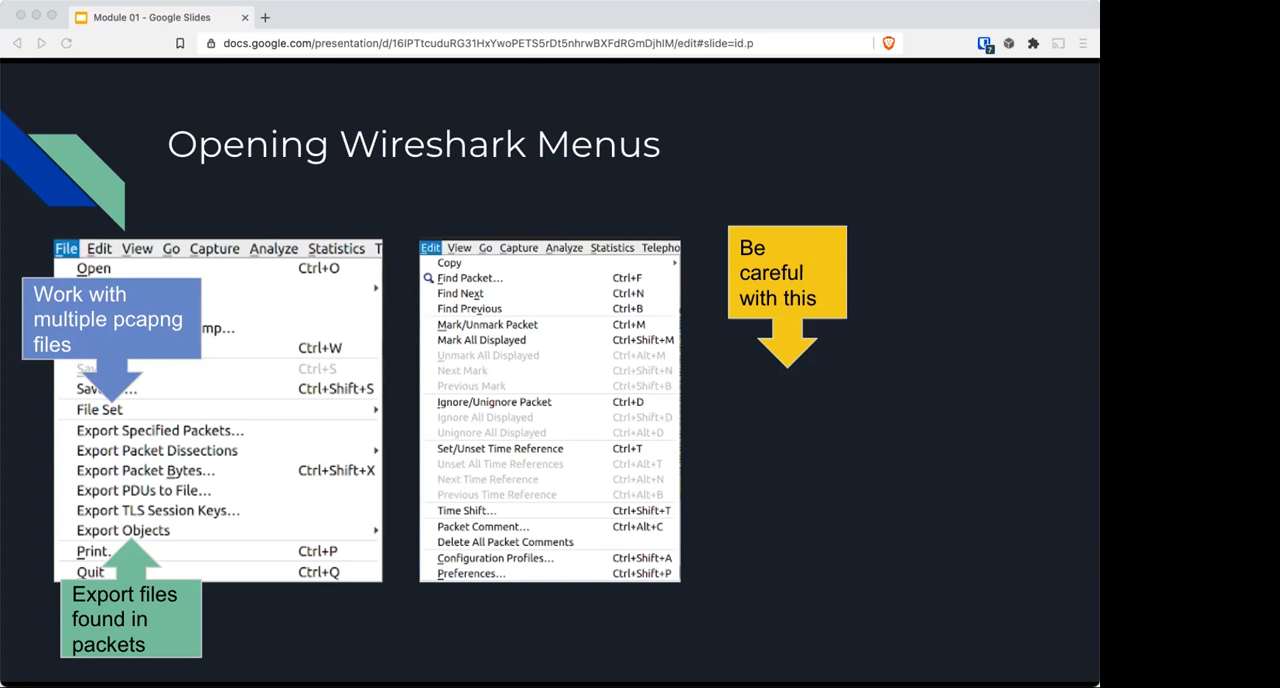 Module 01 - Google Slides
docs.google.com/presentation/d/16IPTtcuduRG31HxYwoPETS5rDt5nhrwBXFdRGmDjhIM/edit#slide=id.p
7
Opening Wireshark Menus
File Edit View Go Capture Analyze Statistics T
Open Ctrl+O
Work with
multiple pcapng
files
mp...
Ctrl+W
Ctrl+S
Ctrl+Shift+S
File Set
Export Specified Packets...
Export Packet Dissections
Export Packet Bytes... Ctrl+Shift+X
Export PDUs to File...
Export TLS Session Keys...
Export Objects
Print. Ctrl+P
Quit Ctrl+Q
Export files
found in
packets
Edit View Go Capture Analyze Statistics Telepho
Copy
Find Packet... Ctrl+F
Find Next Ctrl+N
Find Previous Ctrl+B
Mark/Unmark Packet Ctrl+M
Mark All Displayed Ctrl+Shift+M
Unmark All Displayed Ctrl+Alt+M
Next Mark Ctrl+Shift+N
Previous Mark Ctrl+Shift+B
Ignore/Unignore Packet Ctrl+D
Ignore All Displayed Ctrl+Shift+D
Unignore All Displayed Ctrl+Alt+D
Set/Unset Time Reference Ctrl+T
Unset All Time References Ctrl+Alt+T
Next Time Reference Ctrl+Alt+N
Previous Time Reference Ctrl+Alt+B
Time Shift... Ctrl+Shift+T
Packet Comment... Ctrl+Alt+C
Delete All Packet Comments
Configuration Profiles... Ctrl+Shift+A
Preferences... Ctrl+Shift+P
Be
careful
with this